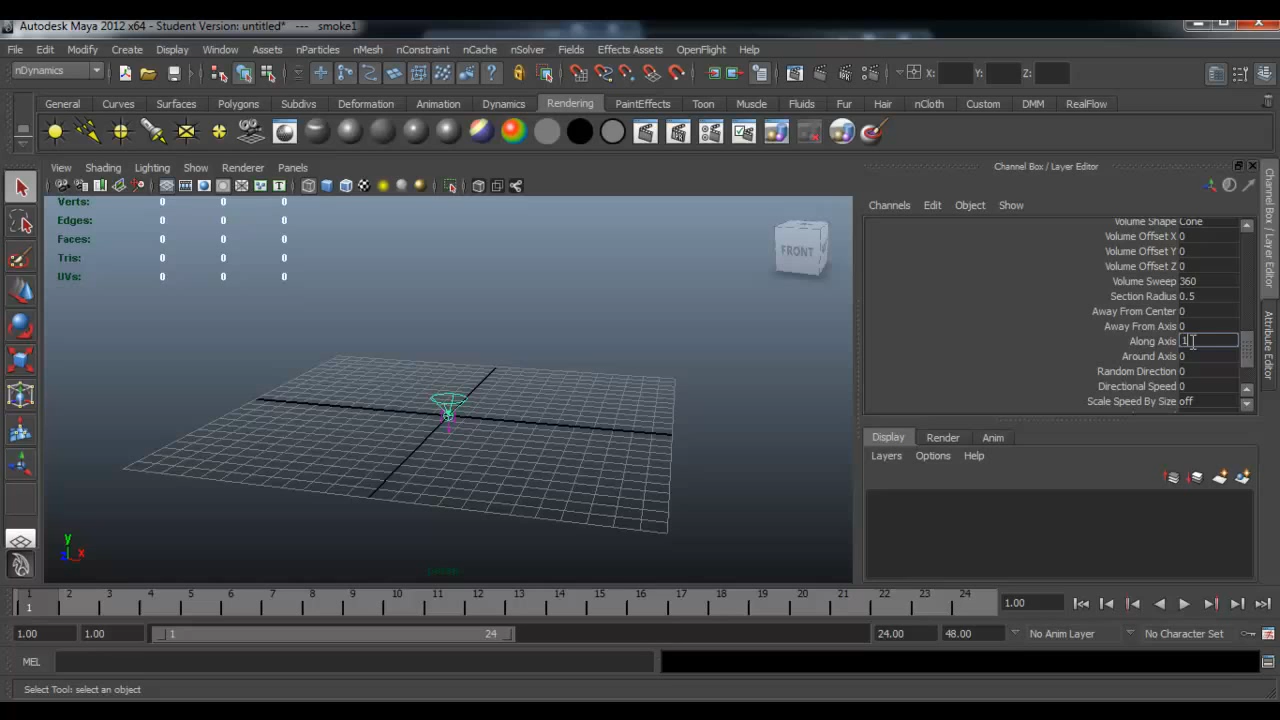 Autodesk Maya 2012 x64 - Student Version: untitled* --- smoke1
File Edit Modify Create Display Window Assets nParticles nMesh nConstraint nCache nSolver Fields Effects Assets OpenFlight Help
nDynamics X: Y: Z:
General Curves Surfaces Polygons Subdivs Deformation Animation Dynamics Rendering PaintEffects Toon Muscle Fluids Fur Hair nCloth Custom DMM RealFlow
View Shading Lighting Show Renderer Panels
Channel Box / Layer Editor
Channels Edit Object Show
Verts: 0 0 0
Edges: 0 0 0
Faces: 0 0 0
Tris: 0 0 0
UVs: 0 0 0
FRONT
Volume Shape Cone
Volume Offset X 0
Volume Offset Y 0
Volume Offset Z 0
Volume Sweep 360
Section Radius 0.5
Away From Center 0
Away From Axis 0
Along Axis 1
Around Axis 0
Random Direction 0
Directional Speed 0
Scale Speed By Size off
Channel Box / Layer Editor
Attribute Editor
Display Render Anim
Layers Options Help
y
z x
persp
1 2 3 4 5 6 7 8 9 10 11 12 13 14 15 16 17 18 19 20 21 22 23 24
1
1.00
1.00 1.00 1 24 24.00 48.00 No Anim Layer No Character Set
MEL
Select Tool: select an object